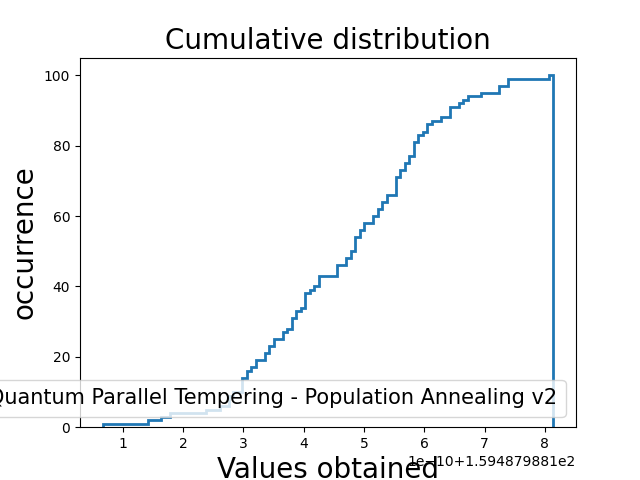 Cumulative distribution
100
80
60
40
20
0
occurrence
Quantum Parallel Tempering - Population Annealing v2
1 2 3 4 5 6 7 8
1e−10+1.594879881e2
Values obtained